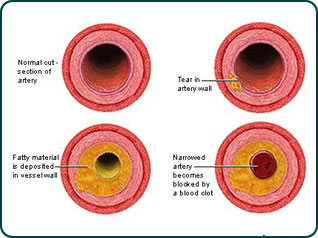 Normal cut-
section of
artery
Tear in
artery wall
Fatty material
is deposited
in vessel wall
Narrowed
artery
becomes
blocked by
a blood clot